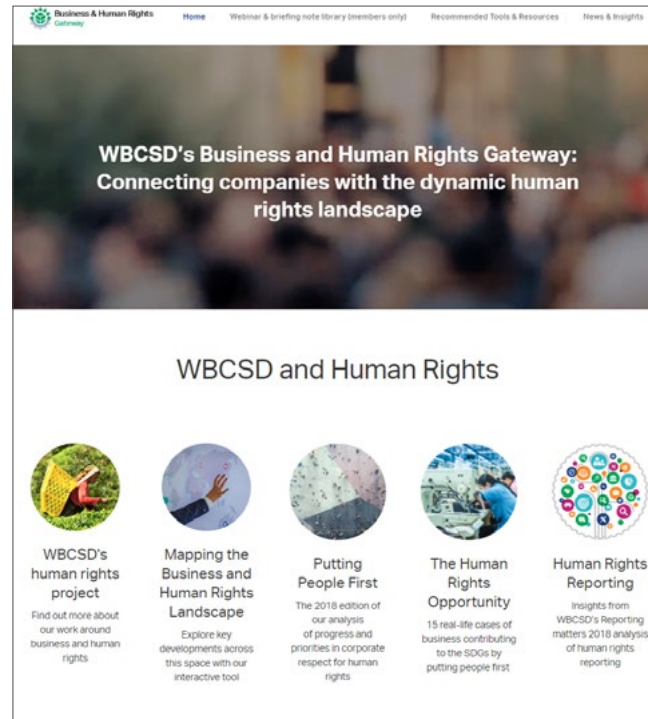 Business & Human Rights
Gateway
Home
Webinar & briefing note library (members only)
Recommended Tools & Resources
News & Insights
WBCSD's Business and Human Rights Gateway:
Connecting companies with the dynamic human
rights landscape
WBCSD and Human Rights
WBCSD's
human rights
project
Find out more about
our work around
business and human
rights
Mapping the
Business and
Human Rights
Landscape
Explore key
developments across
this space with our
interactive tool
Putting
People First
The 2018 edition of
our analysis
of progress and
priorities in corporate
respect for human
rights
The Human
Rights
Opportunity
15 real-life cases of
business contributing
to the SDGs by
putting people first
Human Rights
Reporting
Insights from
WBCSD's Reporting
matters 2018 analysis
of human rights
reporting